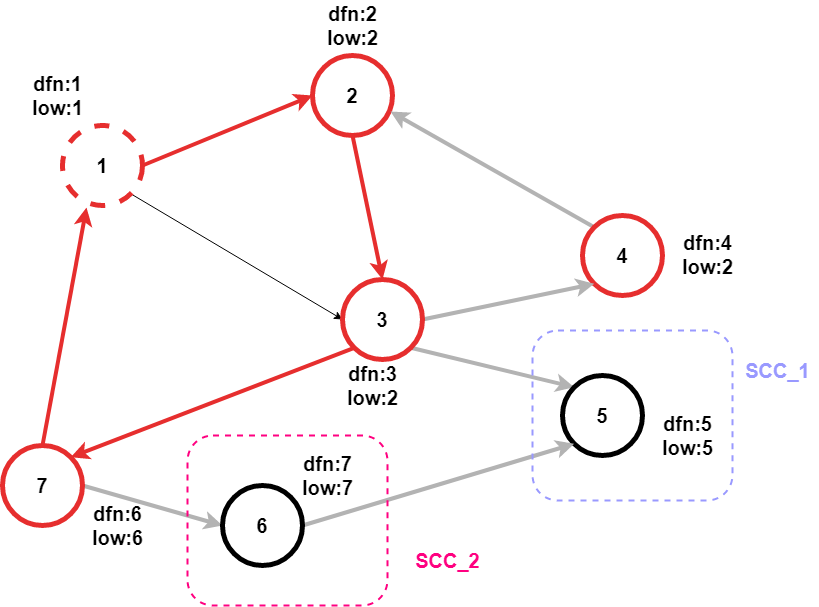 dfn:2
low:2
2
dfn:1
low:1
1
4
dfn:4
low:2
3
dfn:3
low:2
SCC_1
5
dfn:5
low:5
7
dfn:6
low:6
dfn:7
low:7
6
SCC_2